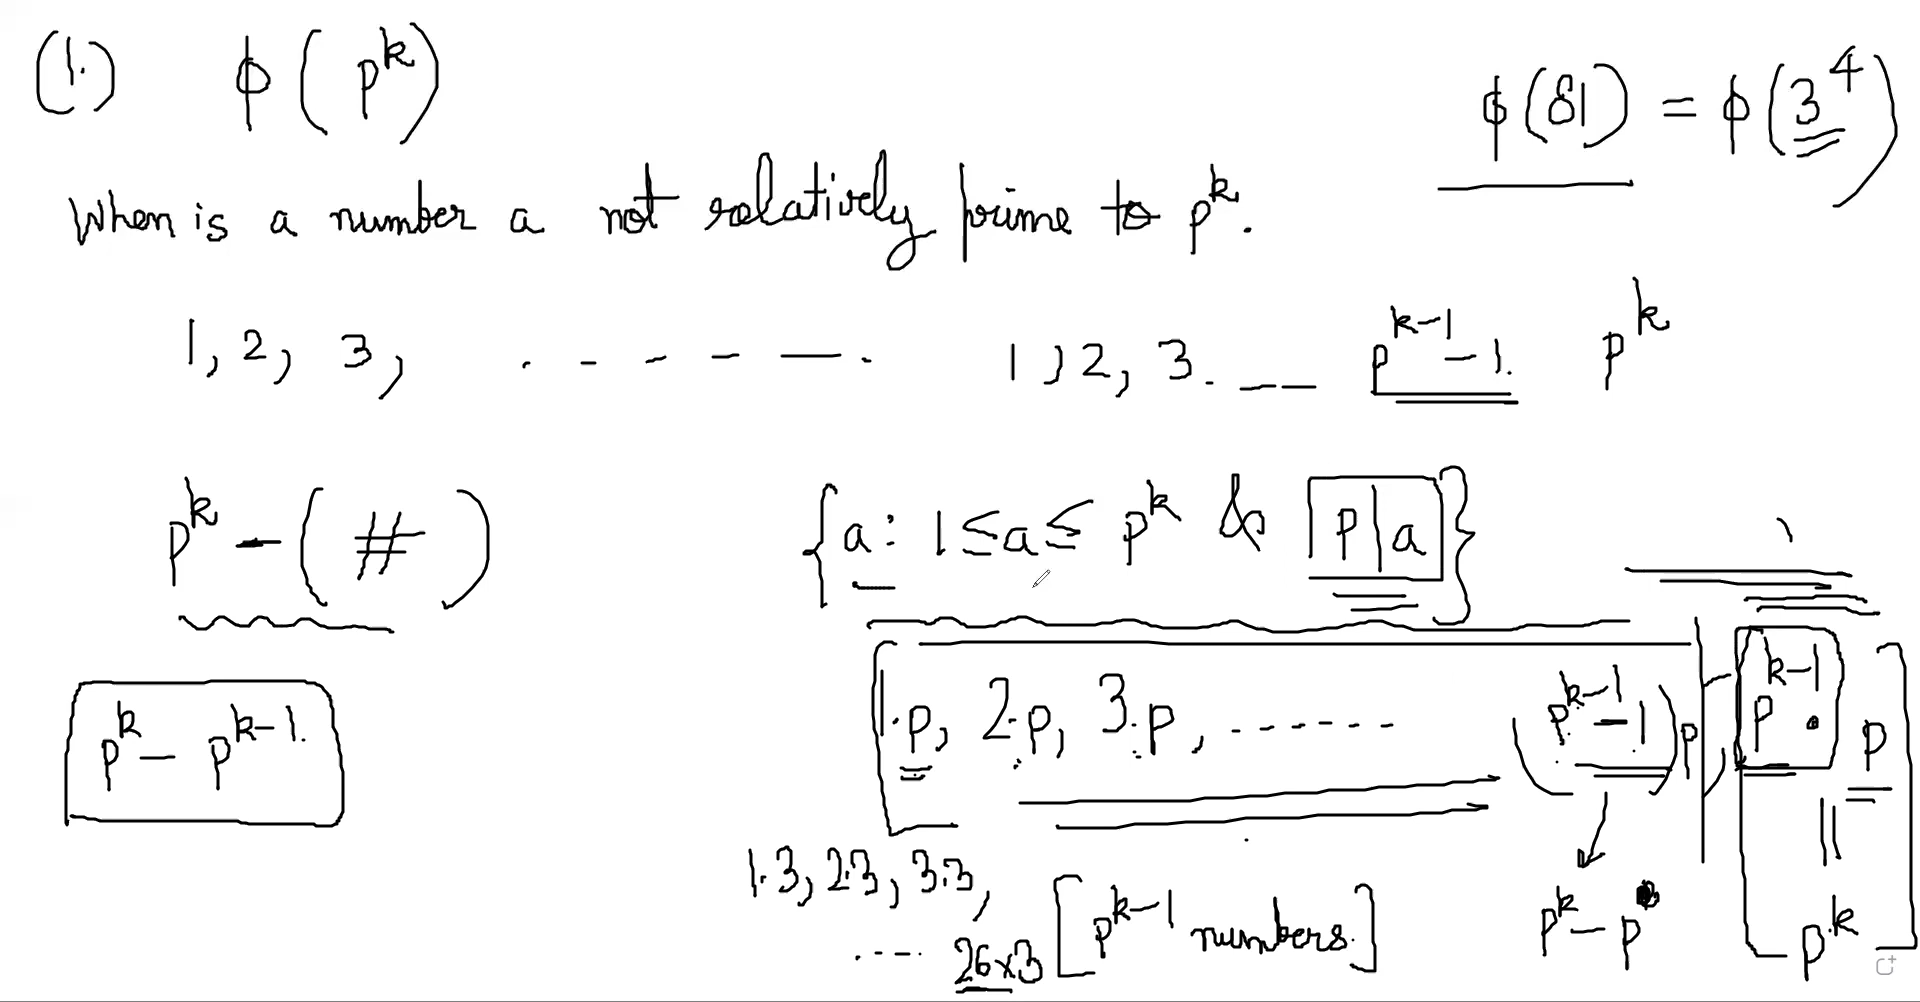 (1.) ϕ(p^k) ϕ(81) = ϕ(3^4)
When is a number a not relatively prime to p^k.
1, 2, 3, . - - - — . 1, 2, 3. — — p^{k-1} - 1. p^k
p^k - ( # ) {a: 1 ≤ a ≤ p^k & p|a}
p^k - p^{k-1}. 1.p, 2.p, 3.p, ------- (p^{k-1} - 1)p, p^{k-1} . p
||
1.3, 2.3, 3.3, [p^{k-1} numbers.] p^k - p p^k
.... 26×3